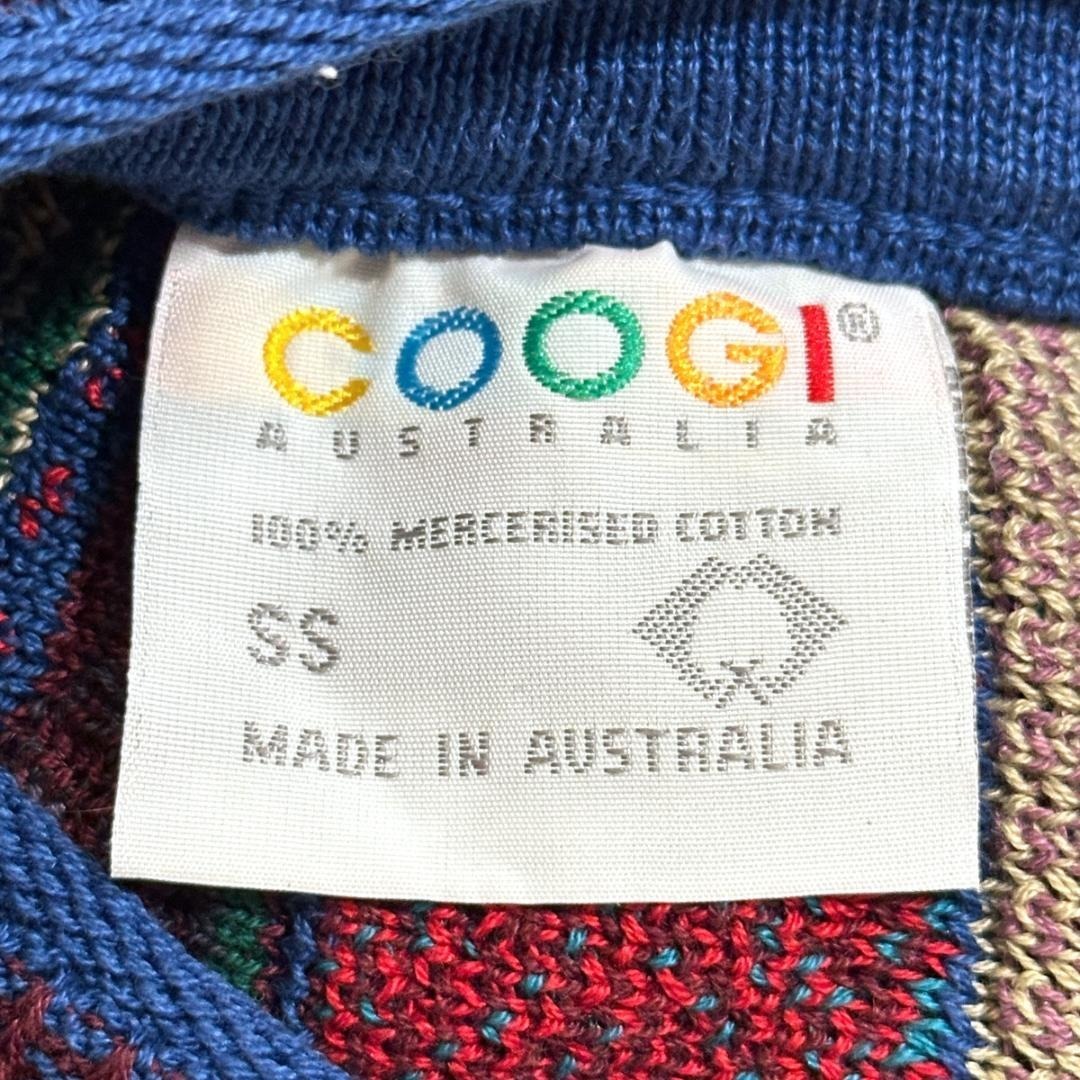 COOGI®
AUSTRALIA
100% MERCERISED COTTON
SS
MADE IN AUSTRALIA